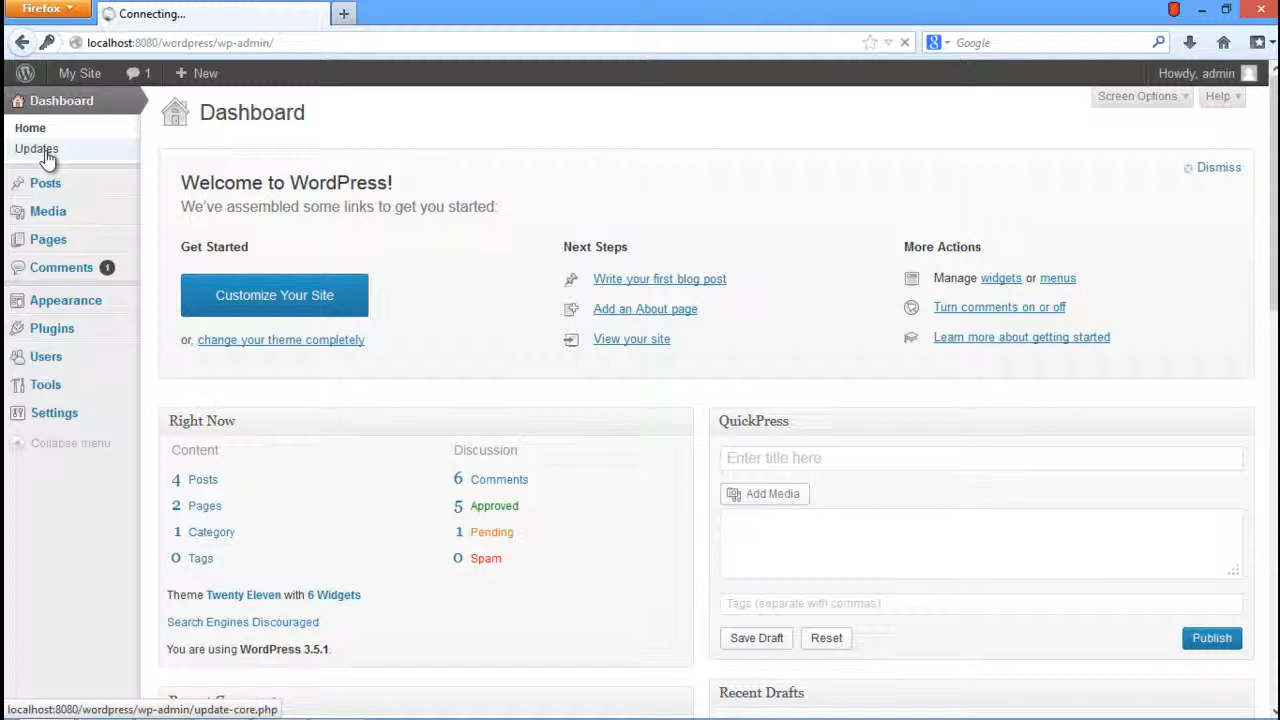 Firefox
Connecting...
localhost:8080/wordpress/wp-admin/
Google
My Site 1 New
Howdy, admin
Dashboard
Home
Updates
Posts
Media
Pages
Comments 1
Appearance
Plugins
Users
Tools
Settings
Collapse menu
Dashboard
Screen Options
Help
Welcome to WordPress!
Dismiss
We've assembled some links to get you started:
Get Started
Customize Your Site
or, change your theme completely
Next Steps
Write your first blog post
Add an About page
View your site
More Actions
Manage widgets or menus
Turn comments on or off
Learn more about getting started
Right Now
Content
4 Posts
2 Pages
1 Category
0 Tags
Discussion
6 Comments
5 Approved
1 Pending
0 Spam
Theme Twenty Eleven with 6 Widgets
Search Engines Discouraged
You are using WordPress 3.5.1.
QuickPress
Enter title here
Add Media
Tags (separate with commas)
Save Draft
Reset
Publish
Recent Drafts
localhost:8080/wordpress/wp-admin/update-core.php